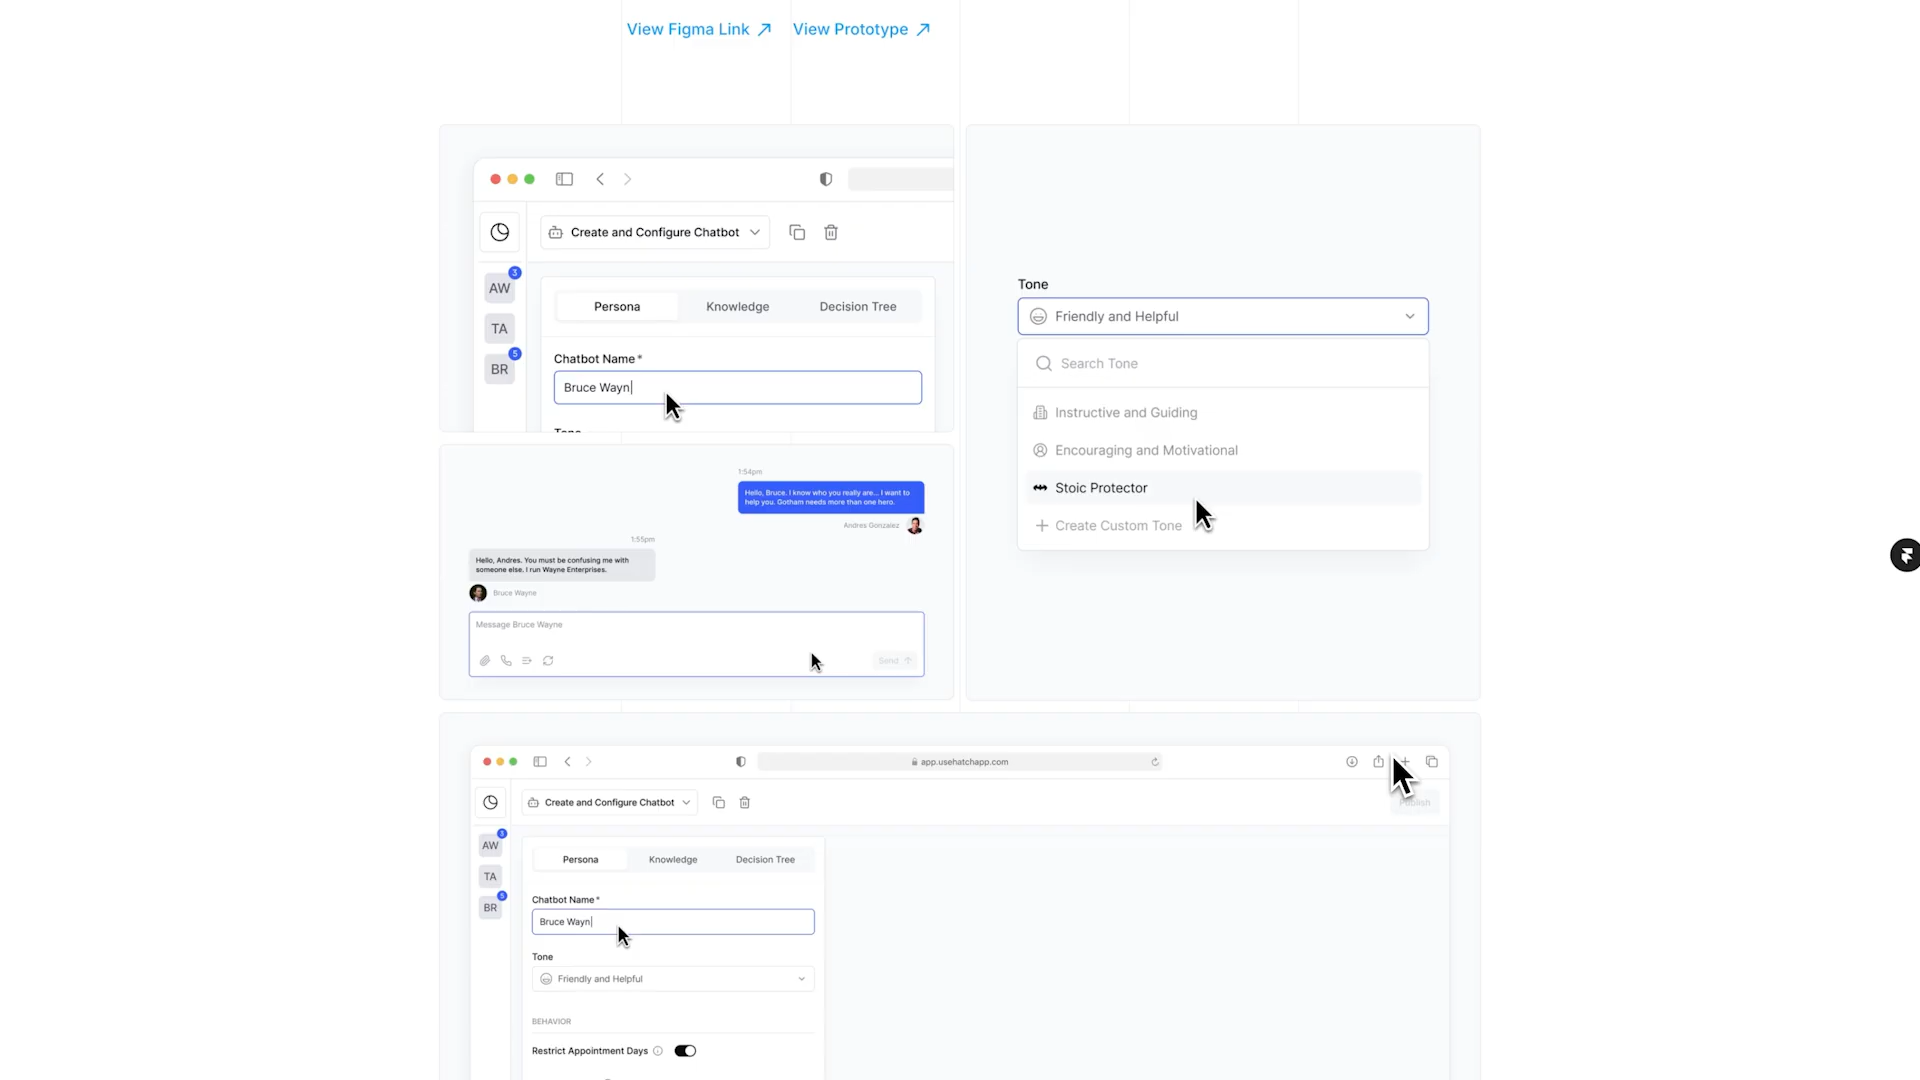 View Figma Link
View Prototype
Create and Configure Chatbot
3
AW
TA
5
BR
Persona
Knowledge
Decision Tree
Chatbot Name*
Bruce Wayn
Tone
Friendly and Helpful
Search Tone
Instructive and Guiding
Encouraging and Motivational
Stoic Protector
Create Custom Tone
1:54pm
Hello, Bruce. I know who you really are... I want to
help you. Gotham needs more than one hero.
Andres Gonzalez
1:55pm
Hello, Andres. You must be confusing me with
someone else. I run Wayne Enterprises.
Bruce Wayne
Message Bruce Wayne
Send
app.usehatchapp.com
Create and Configure Chatbot
Publish
3
AW
TA
5
BR
Persona
Knowledge
Decision Tree
Chatbot Name*
Bruce Wayn
Tone
Friendly and Helpful
BEHAVIOR
Restrict Appointment Days